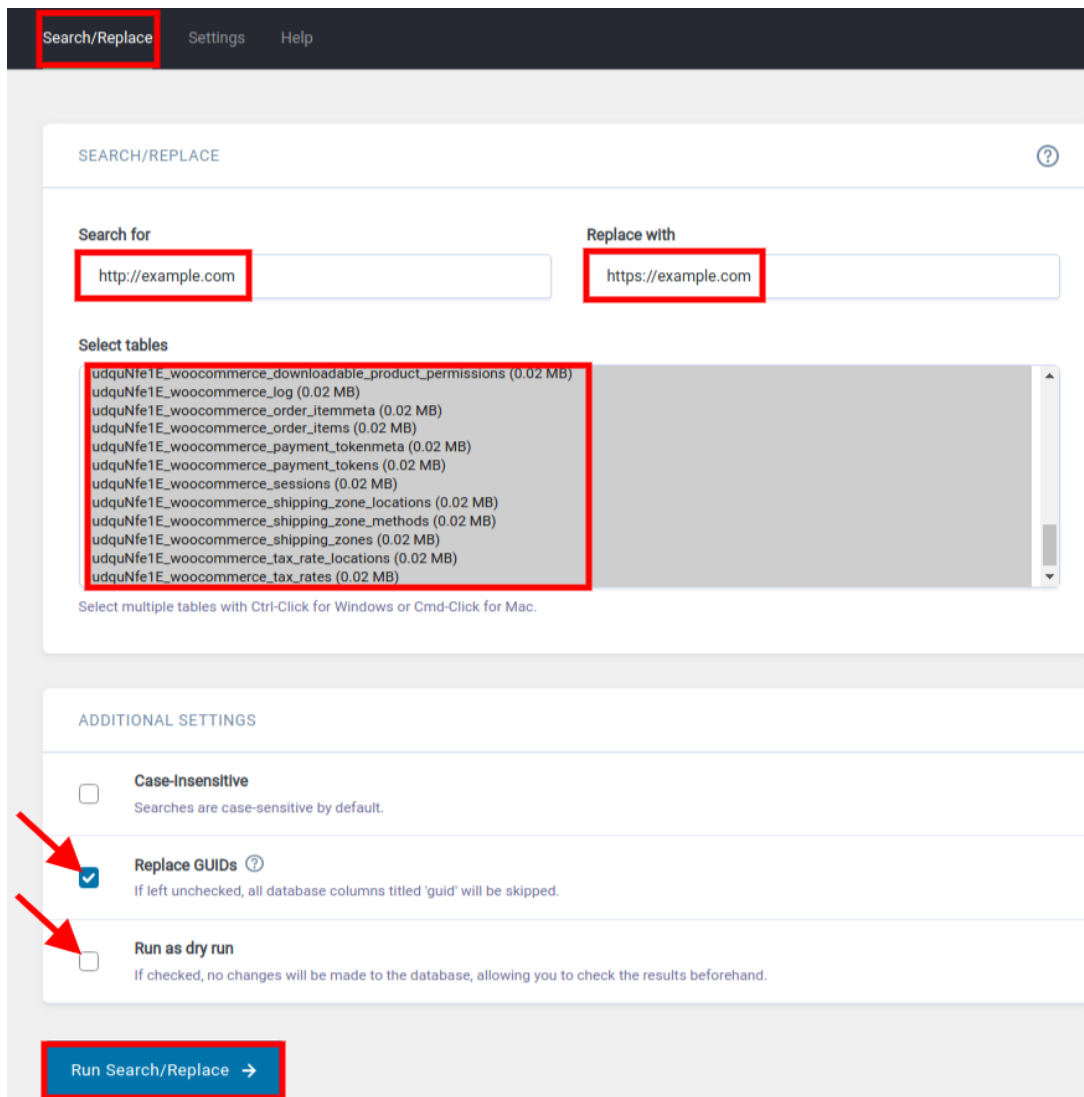 Search/Replace Settings Help
SEARCH/REPLACE
Search for Replace with
http://example.com https://example.com
Select tables
udquNfe1E_woocommerce_downloadable_product_permissions (0.02 MB)
udquNfe1E_woocommerce_log (0.02 MB)
udquNfe1E_woocommerce_order_itemmeta (0.02 MB)
udquNfe1E_woocommerce_order_items (0.02 MB)
udquNfe1E_woocommerce_payment_tokenmeta (0.02 MB)
udquNfe1E_woocommerce_payment_tokens (0.02 MB)
udquNfe1E_woocommerce_sessions (0.02 MB)
udquNfe1E_woocommerce_shipping_zone_locations (0.02 MB)
udquNfe1E_woocommerce_shipping_zone_methods (0.02 MB)
udquNfe1E_woocommerce_shipping_zones (0.02 MB)
udquNfe1E_woocommerce_tax_rate_locations (0.02 MB)
udquNfe1E_woocommerce_tax_rates (0.02 MB)
Select multiple tables with Ctrl-Click for Windows or Cmd-Click for Mac.
ADDITIONAL SETTINGS
Case-Insensitive
Searches are case-sensitive by default.
Replace GUIDs
If left unchecked, all database columns titled 'guid' will be skipped.
Run as dry run
If checked, no changes will be made to the database, allowing you to check the results beforehand.
Run Search/Replace